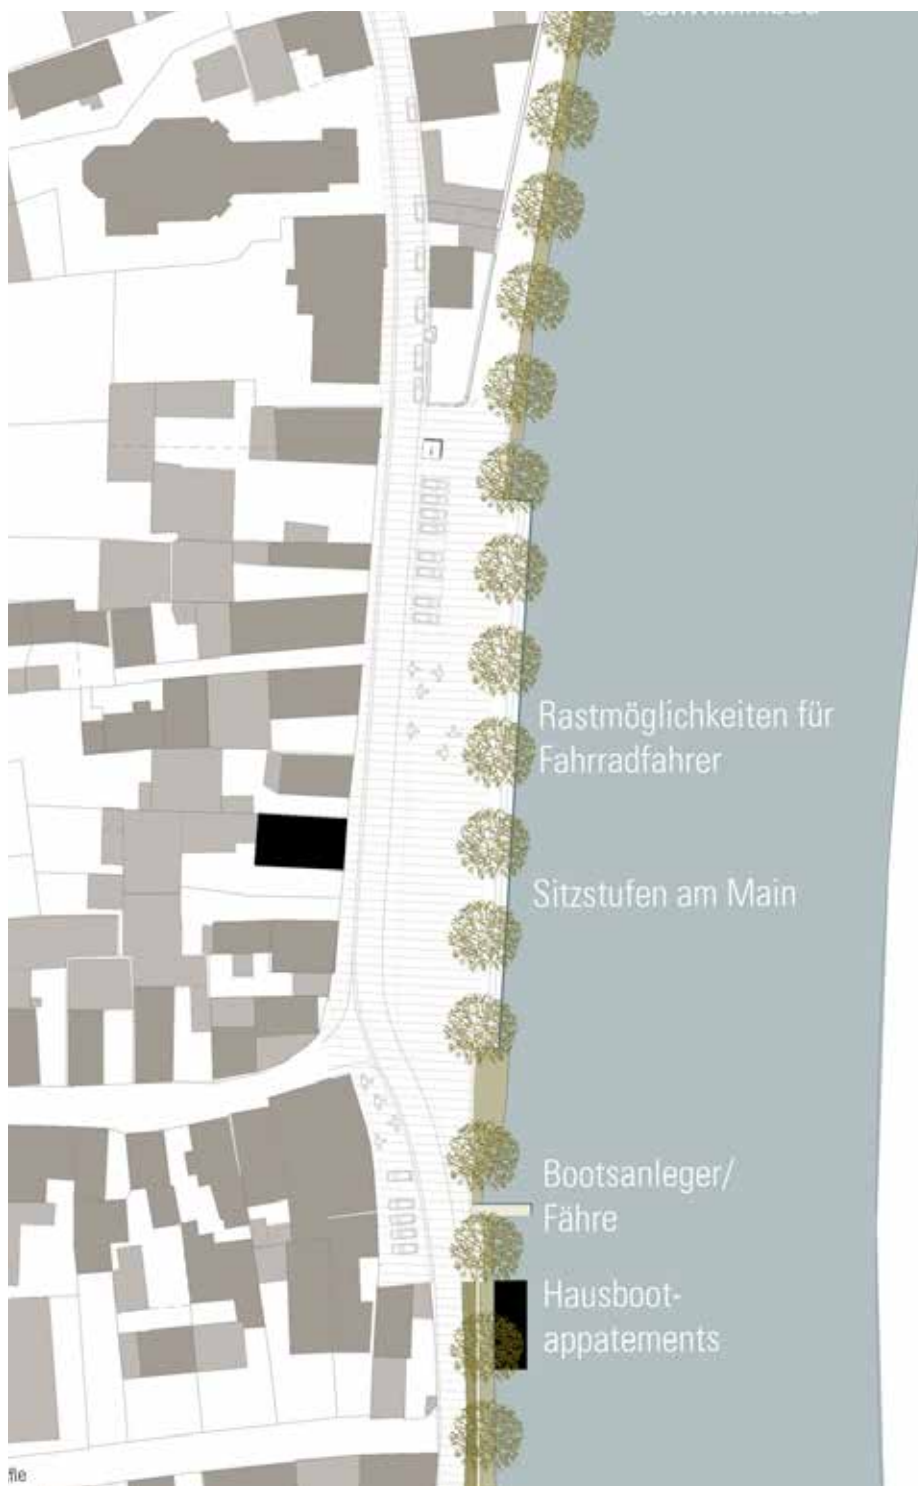 Rastmöglichkeiten für
Fahrradfahrer
Sitzstufen am Main
Bootsanleger/
Fähre
Hausboot-
appatements